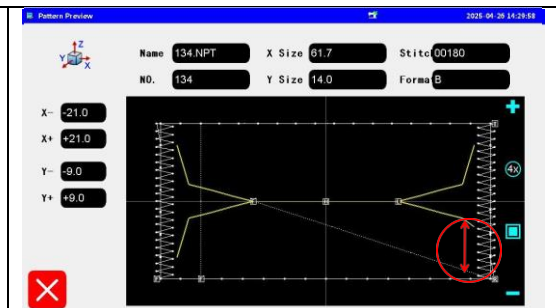 Pattern Preview 2025-04-26 14:29:58
Z
Y X
Name 134.NPT X Size 61.7 Stitc 00180
NO. 134 Y Size 14.0 Forma B
X- -21.0
X+ +21.0
Y- -9.0
Y+ +9.0
4X